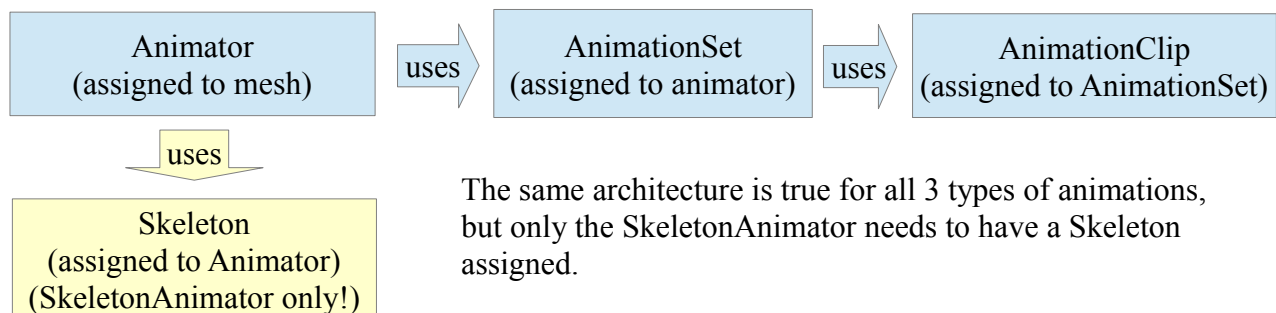 Animator
(assigned to mesh)
uses
AnimationSet
(assigned to animator)
uses
AnimationClip
(assigned to AnimationSet)
uses
Skeleton
(assigned to Animator)
(SkeletonAnimator only!)
The same architecture is true for all 3 types of animations,
but only the SkeletonAnimator needs to have a Skeleton
assigned.